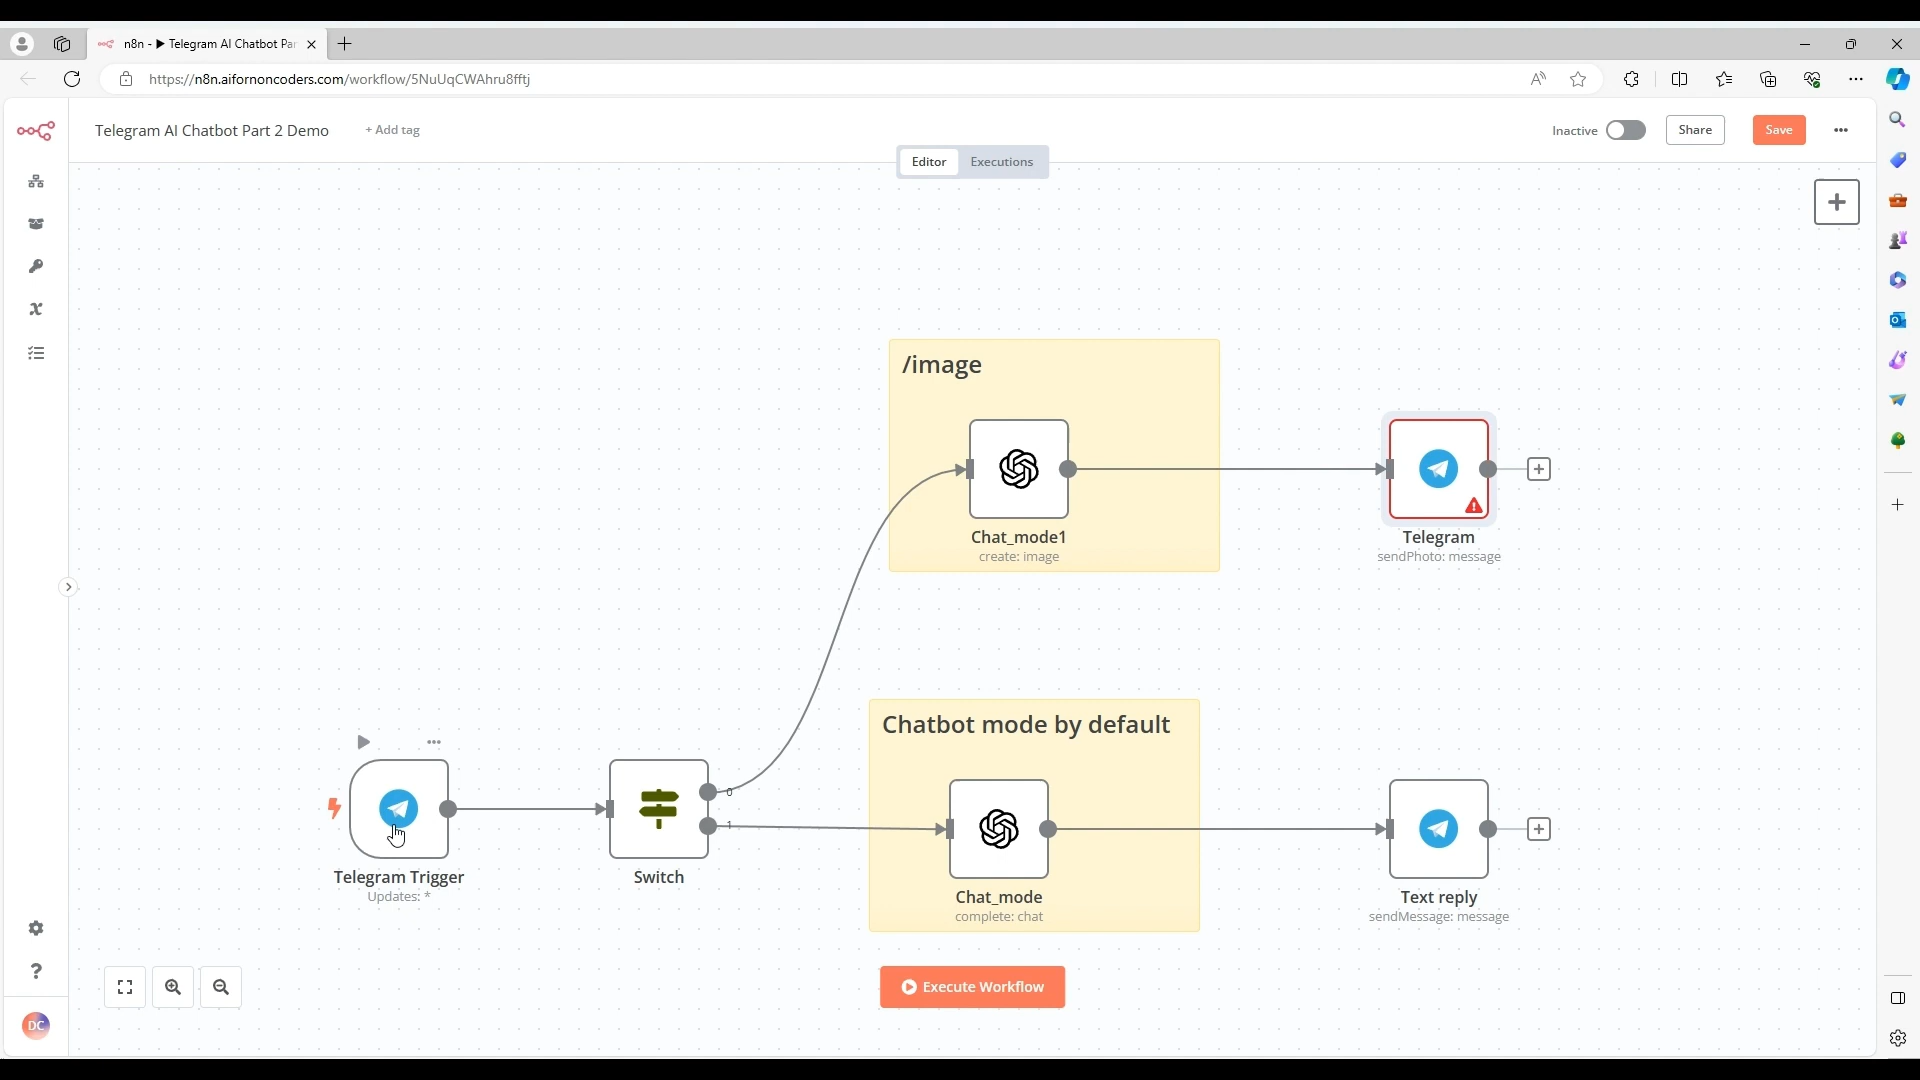 n8n - ▶ Telegram AI Chatbot Par
https://n8n.aifornoncoders.com/workflow/5NuUqCWAhru8fftj
Telegram AI Chatbot Part 2 Demo
+ Add tag
Inactive
Share
Save
Editor
Executions
/image
Chat_mode1
create: image
Telegram
sendPhoto: message
Chatbot mode by default
0
1
Telegram Trigger
Updates: *
Switch
Chat_mode
complete: chat
Text reply
sendMessage: message
Execute Workflow
DC